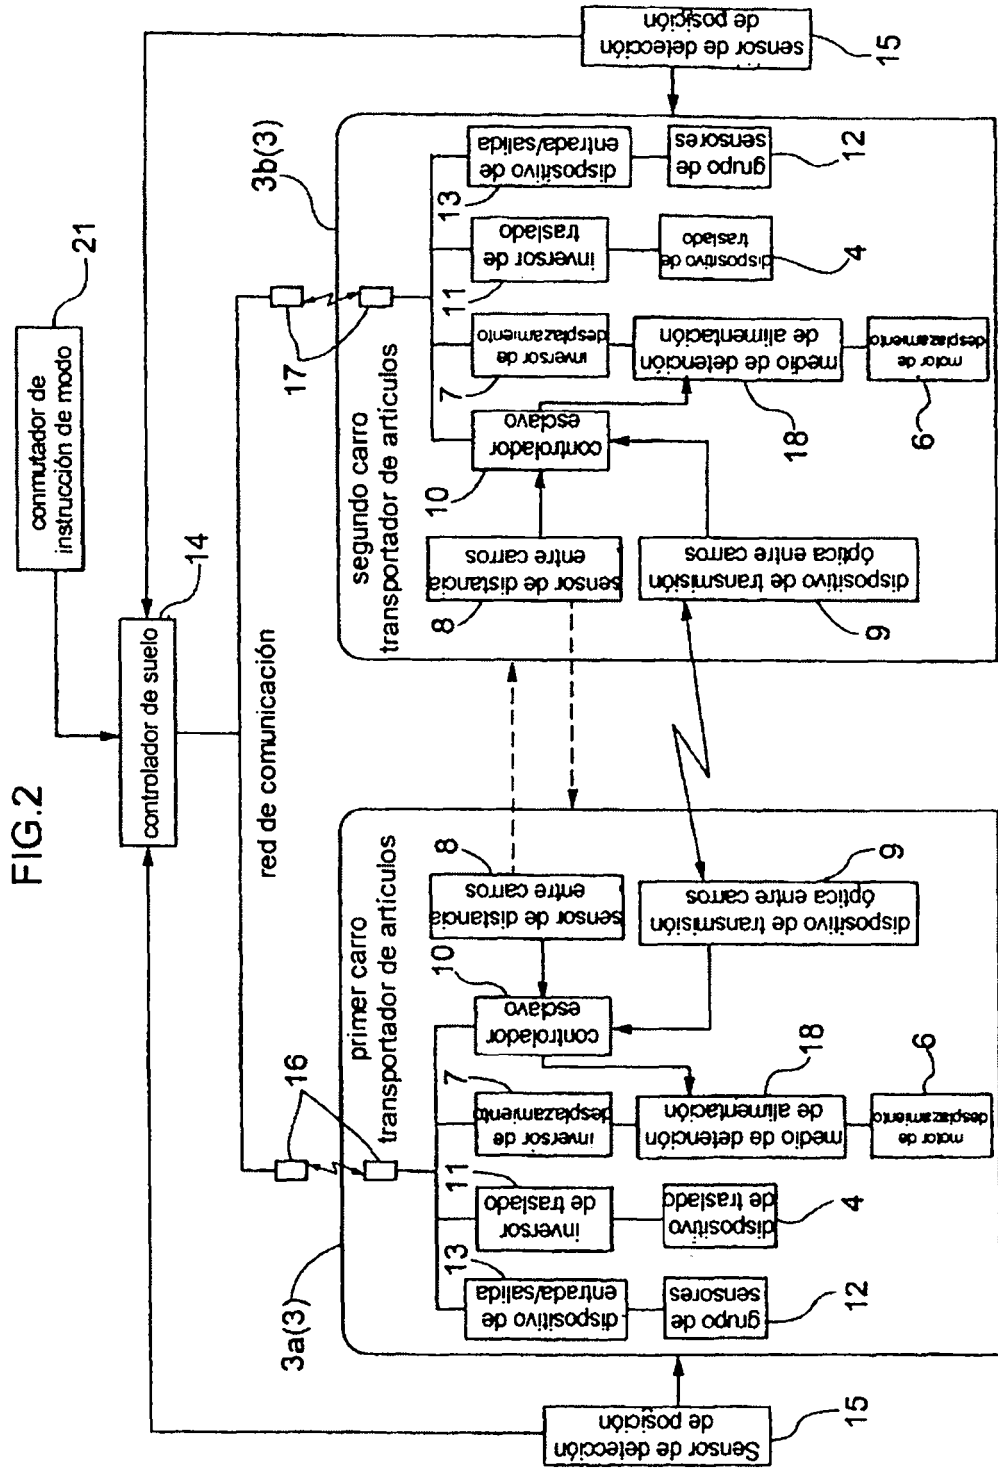 FIG.2
conmutador de
instrucción de modo
21
controlador de suelo
14
red de comunicación
3a(3)
16
primer carro
transportador de artículos
13
dispositivo de
entrada/salida
grupo de
sensores
12
11
inversor
de traslado
dispositivo
de traslado
4
7
inversor de
desplazamiento
medio de detención
de alimentación
18
motor de
desplazamiento
6
10
controlador
esclavo
8
sensor de distancia
entre carros
dispositivo de transmisión
óptica entre carros
9
Sensor de detección
de posición
15
3b(3)
17
segundo carro
transportador de artículos
8
sensor de distancia
entre carros
dispositivo de transmisión
óptica entre carros
9
10
controlador
esclavo
7
inversor de
desplazamiento
medio de detención
de alimentación
18
motor de
desplazamiento
6
11
inversor de
traslado
dispositivo de
traslado
4
13
dispositivo de
entrada/salida
grupo de
sensores
12
sensor de detección
de posición
15